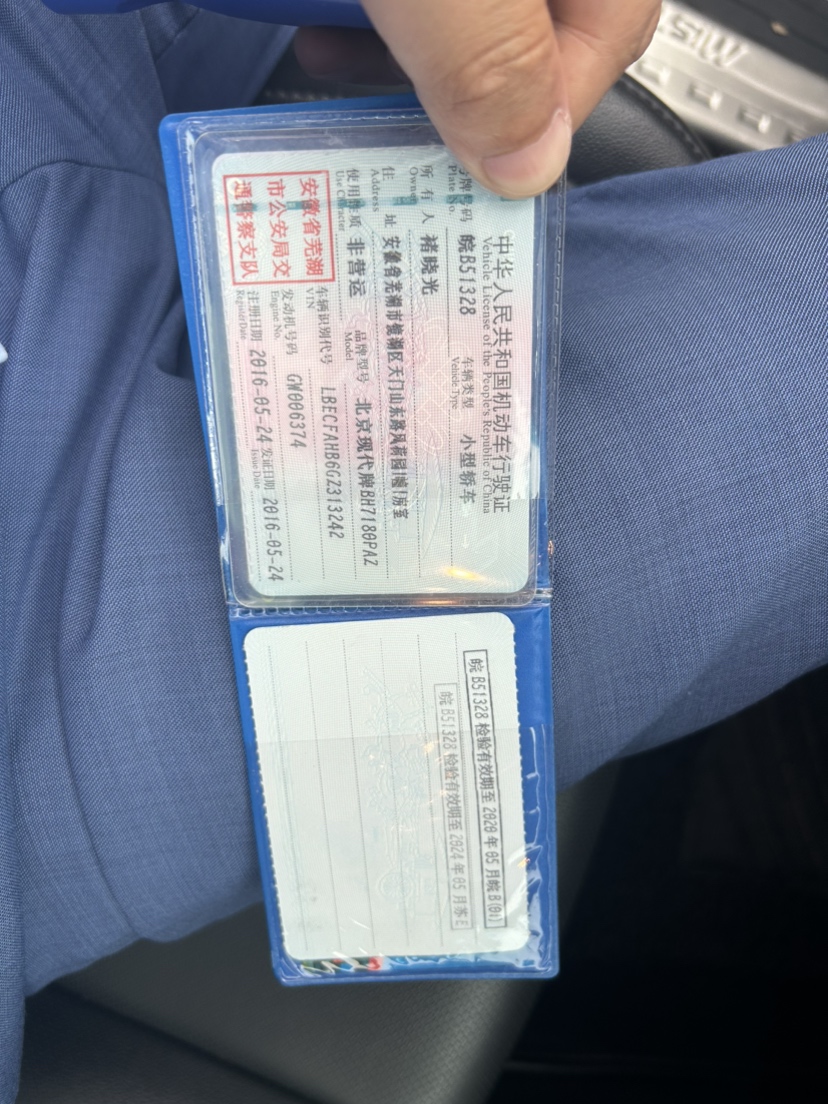 中华人民共和国机动车行驶证
Vehicle License of the People's Republic of China
号牌号码 皖B51328 车辆类型 小型轿车
Plate No. Vehicle Type
所有人 褚晓光
Owner
住址 安徽省芜湖市镜湖区天门山东路凤荷园
Address
使用性质 非营运 品牌型号 北京现代牌BH7180PAZ
Use Character Model
安徽省芜湖
市公安局交
通警察支队
车辆识别代号 LBECFAHB6GZ313242
VIN
发动机号码 GW006374
Engine No.
注册日期 2016-05-24 发证日期 2016-05-24
Register Date Issue Date
皖B51328 检验有效期至 2020年05月皖B(01)
皖B51328 检验有效期至 2024年05月